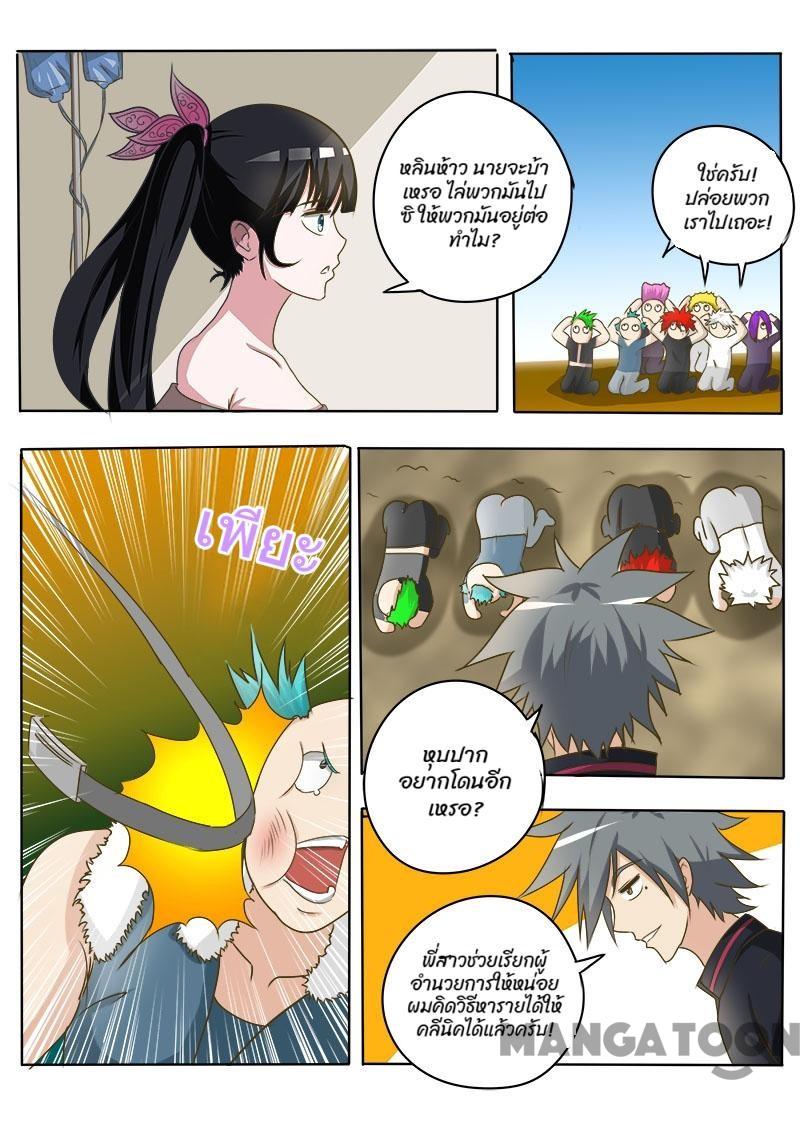 หลินห้าว นายจะบ้า
เหรอ ไล่พวกมันไป
ซิ ให้พวกมันอยู่ต่อ
ทำไม?
ใช่ครับ!
ปล่อยพวก
เราไปเถอะ!
เพียะ
หุบปาก
อยากโดนอีก
เหรอ?
พี่สาวช่วยเรียกผู้
อำนวยการให้หน่อย
ผมคิดวิธีหารายได้ให้
คลีนิคได้แล้วครับ!
MANGATOON